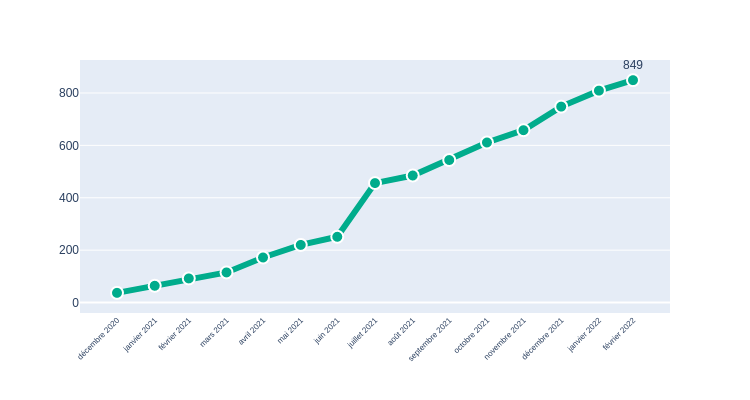 849
800
600
400
200
0
décembre 2020
janvier 2021
février 2021
mars 2021
avril 2021
mai 2021
juin 2021
juillet 2021
août 2021
septembre 2021
octobre 2021
novembre 2021
décembre 2021
janvier 2022
février 2022